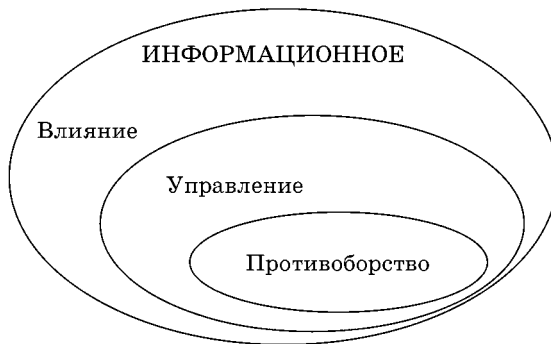 ИНФОРМАЦИОННОЕ
Влияние
Управление
Противоборство